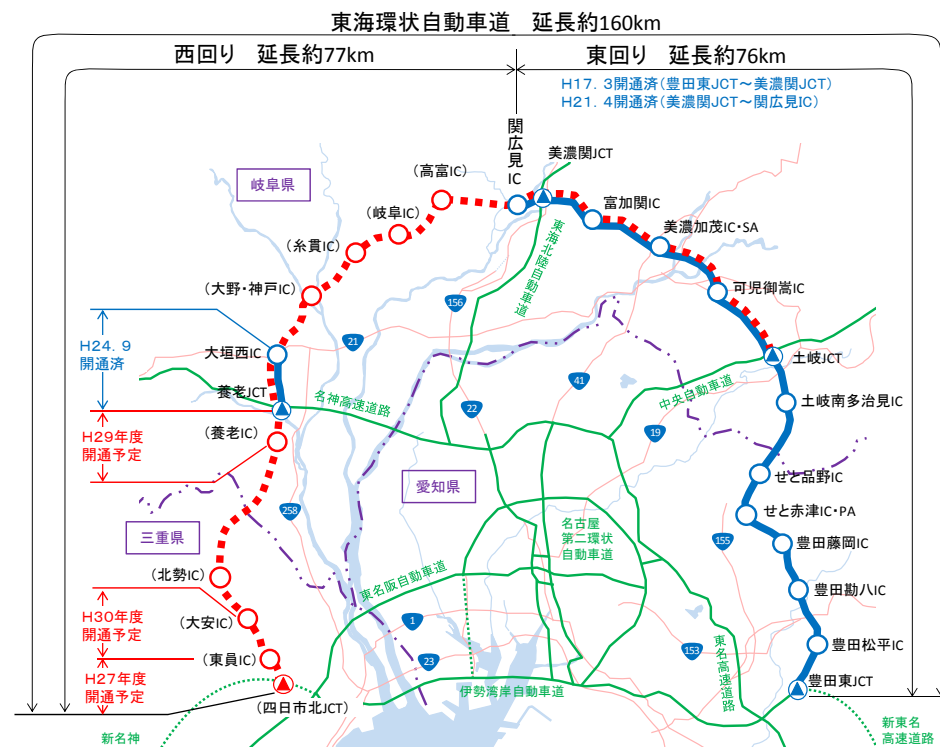 東海環状自動車道　延長約160km
西回り　延長約77km
東回り　延長約76km
H17. 3開通済(豊田東JCT～美濃関JCT)
H21. 4開通済(美濃関JCT～関広見IC)
関広見IC
美濃関JCT
岐阜県
(高富IC)
富加関IC
(岐阜IC)
美濃加茂IC・SA
(糸貫IC)
東海北陸自動車道
可児御嵩IC
(大野・神戸IC)
156
21
H24. 9
開通済
大垣西IC
土岐JCT
養老JCT
41
中央自動車道
名神高速道路
22
土岐南多治見IC
H29年度
開通予定
(養老IC)
19
せと品野IC
愛知県
258
三重県
せと赤津IC・PA
名古屋
第二環状
自動車道
155
豊田藤岡IC
(北勢IC)
東名阪自動車道
豊田勘八IC
H30年度
開通予定
(大安IC)
1
東名高速道路
豊田松平IC
153
(東員IC)
23
H27年度
開通予定
伊勢湾岸自動車道
豊田東JCT
(四日市北JCT)
新名神
新東名
高速道路